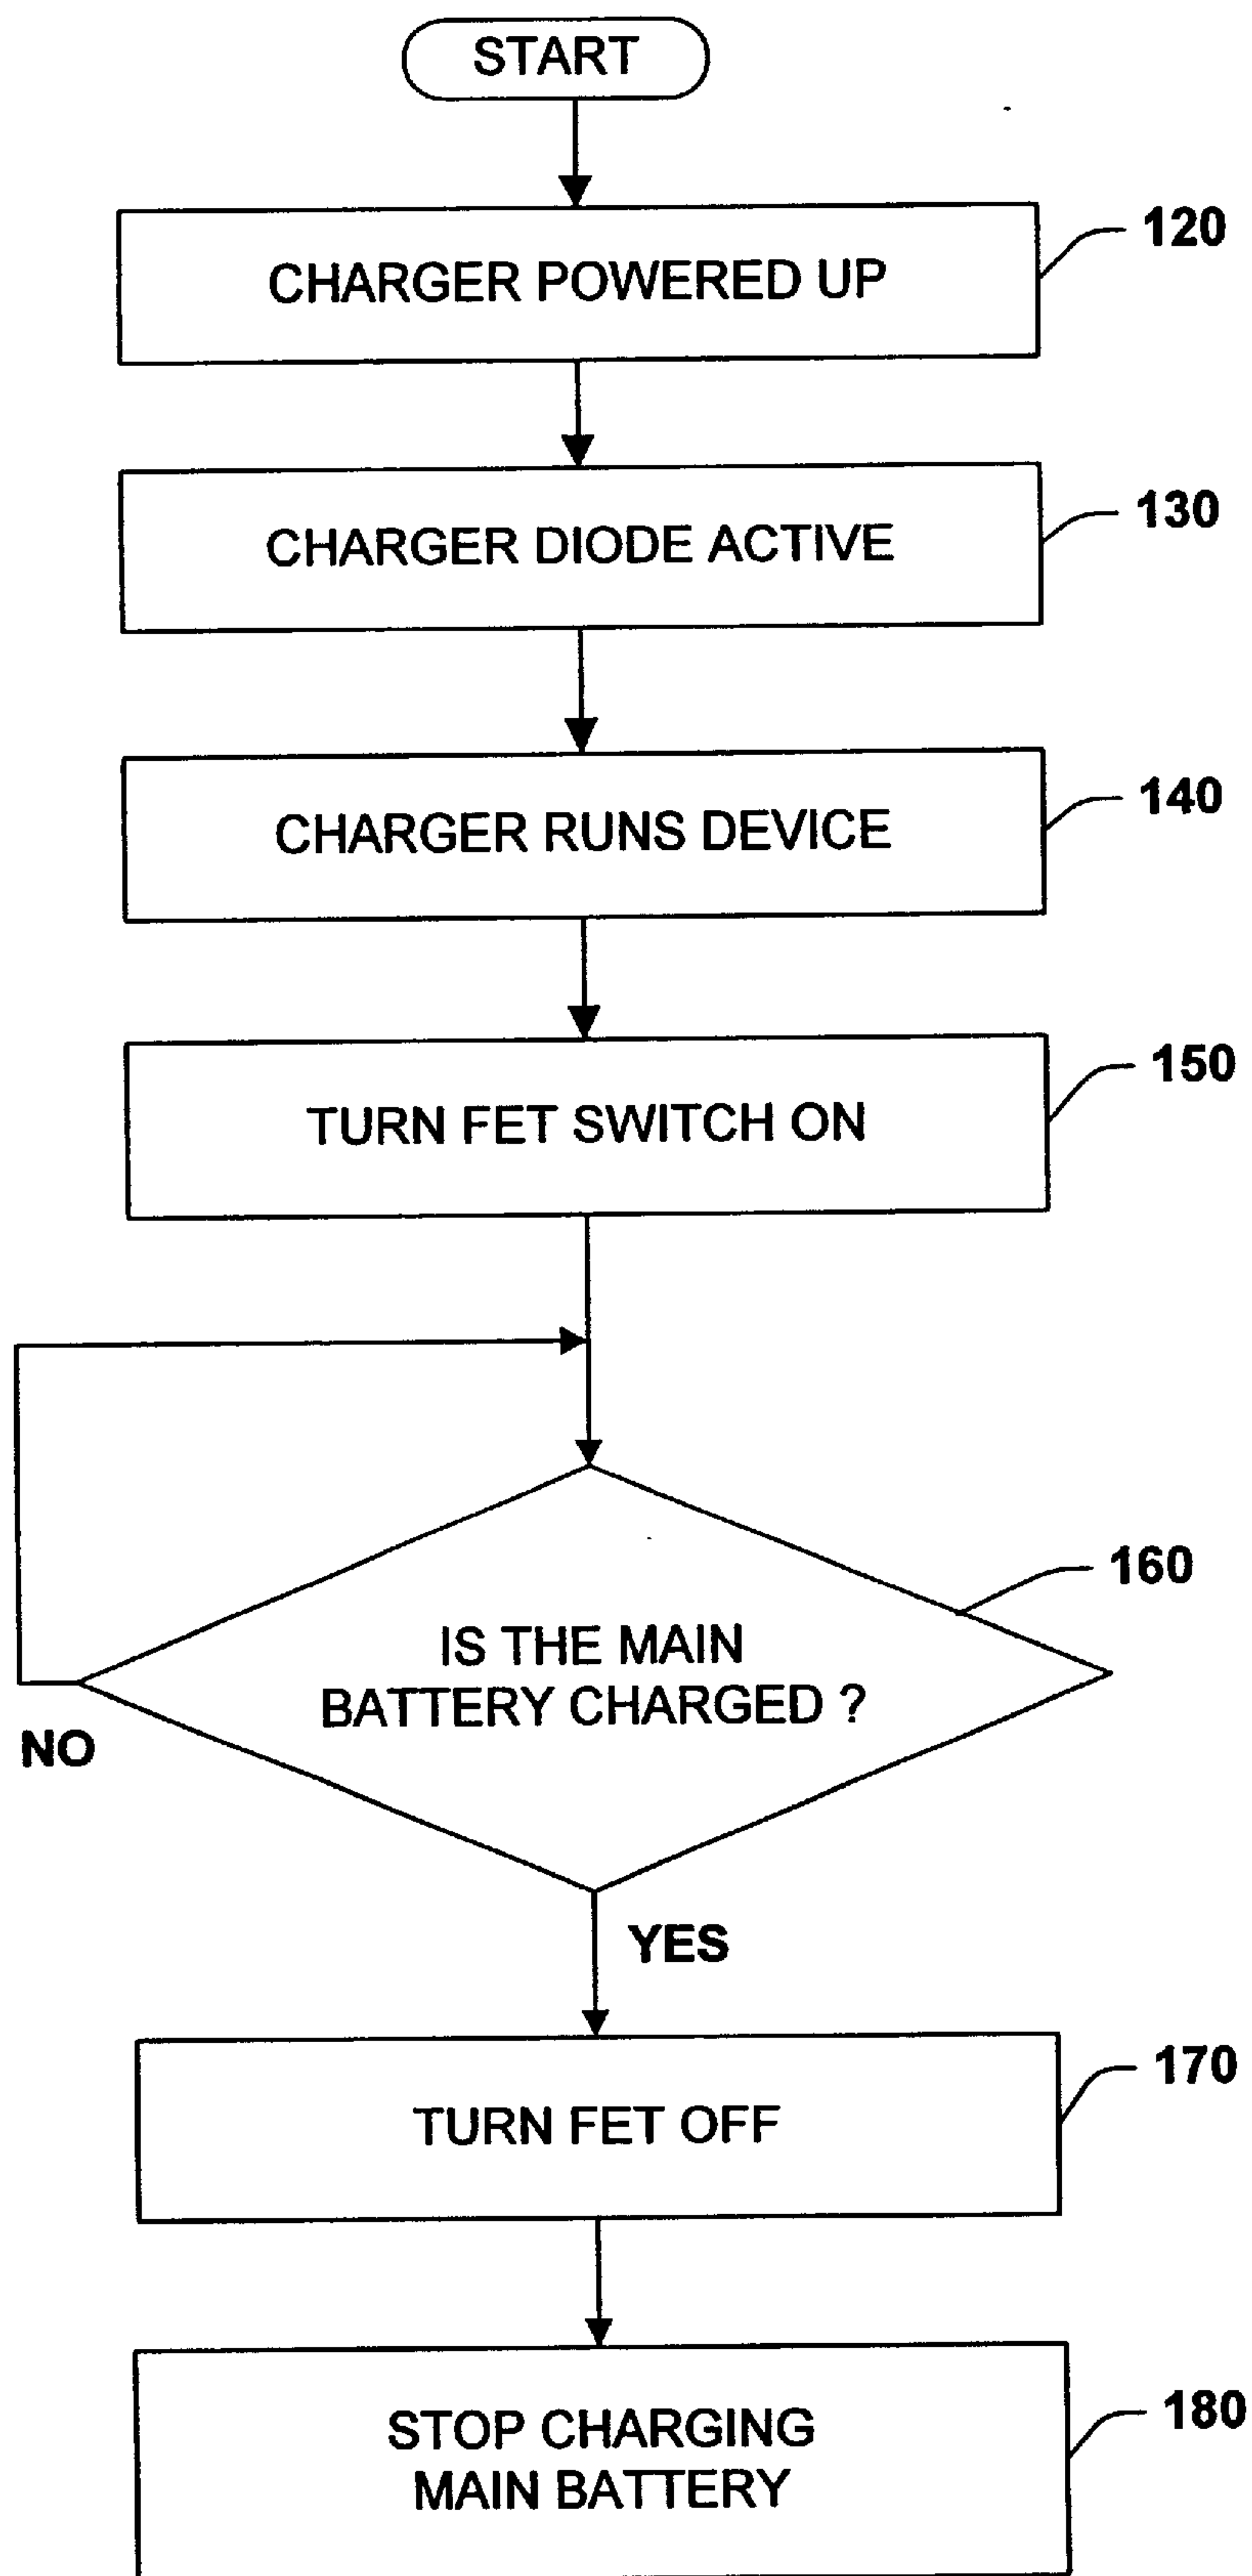 START
CHARGER POWERED UP
120
CHARGER DIODE ACTIVE
130
CHARGER RUNS DEVICE
140
TURN FET SWITCH ON
150
IS THE MAIN
BATTERY CHARGED ?
160
NO
YES
TURN FET OFF
170
STOP CHARGING
MAIN BATTERY
180